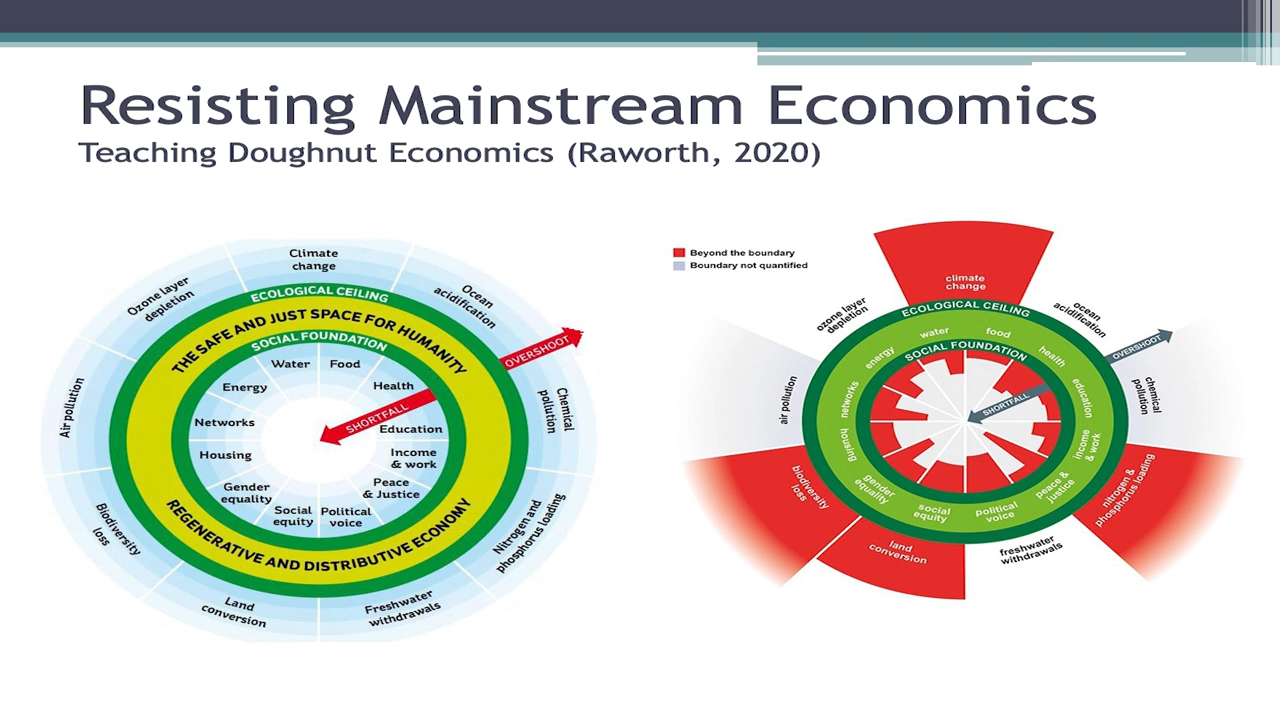 Resisting Mainstream Economics
Teaching Doughnut Economics (Raworth, 2020)
Climate
change
Ocean
acidification
Chemical
pollution
Nitrogen and
phosphorus loading
Freshwater
withdrawals
Land
conversion
Biodiversity
loss
Air pollution
Ozone layer
depletion
ECOLOGICAL CEILING
THE SAFE AND JUST SPACE FOR HUMANITY
SOCIAL FOUNDATION
OVERSHOOT
SHORTFALL
Water
Food
Health
Education
Income
& work
Peace
& Justice
Political
voice
Social
equity
Gender
equality
Housing
Networks
Energy
REGENERATIVE AND DISTRIBUTIVE ECONOMY
Beyond the boundary
Boundary not quantified
climate
change
ocean
acidification
chemical
pollution
nitrogen &
phosphorus loading
freshwater
withdrawals
land
conversion
biodiversity
loss
air pollution
ozone layer
depletion
ECOLOGICAL CEILING
SOCIAL FOUNDATION
OVERSHOOT
SHORTFALL
water
food
health
education
income
& work
peace &
justice
political
voice
social
equity
gender
equality
housing
networks
energy